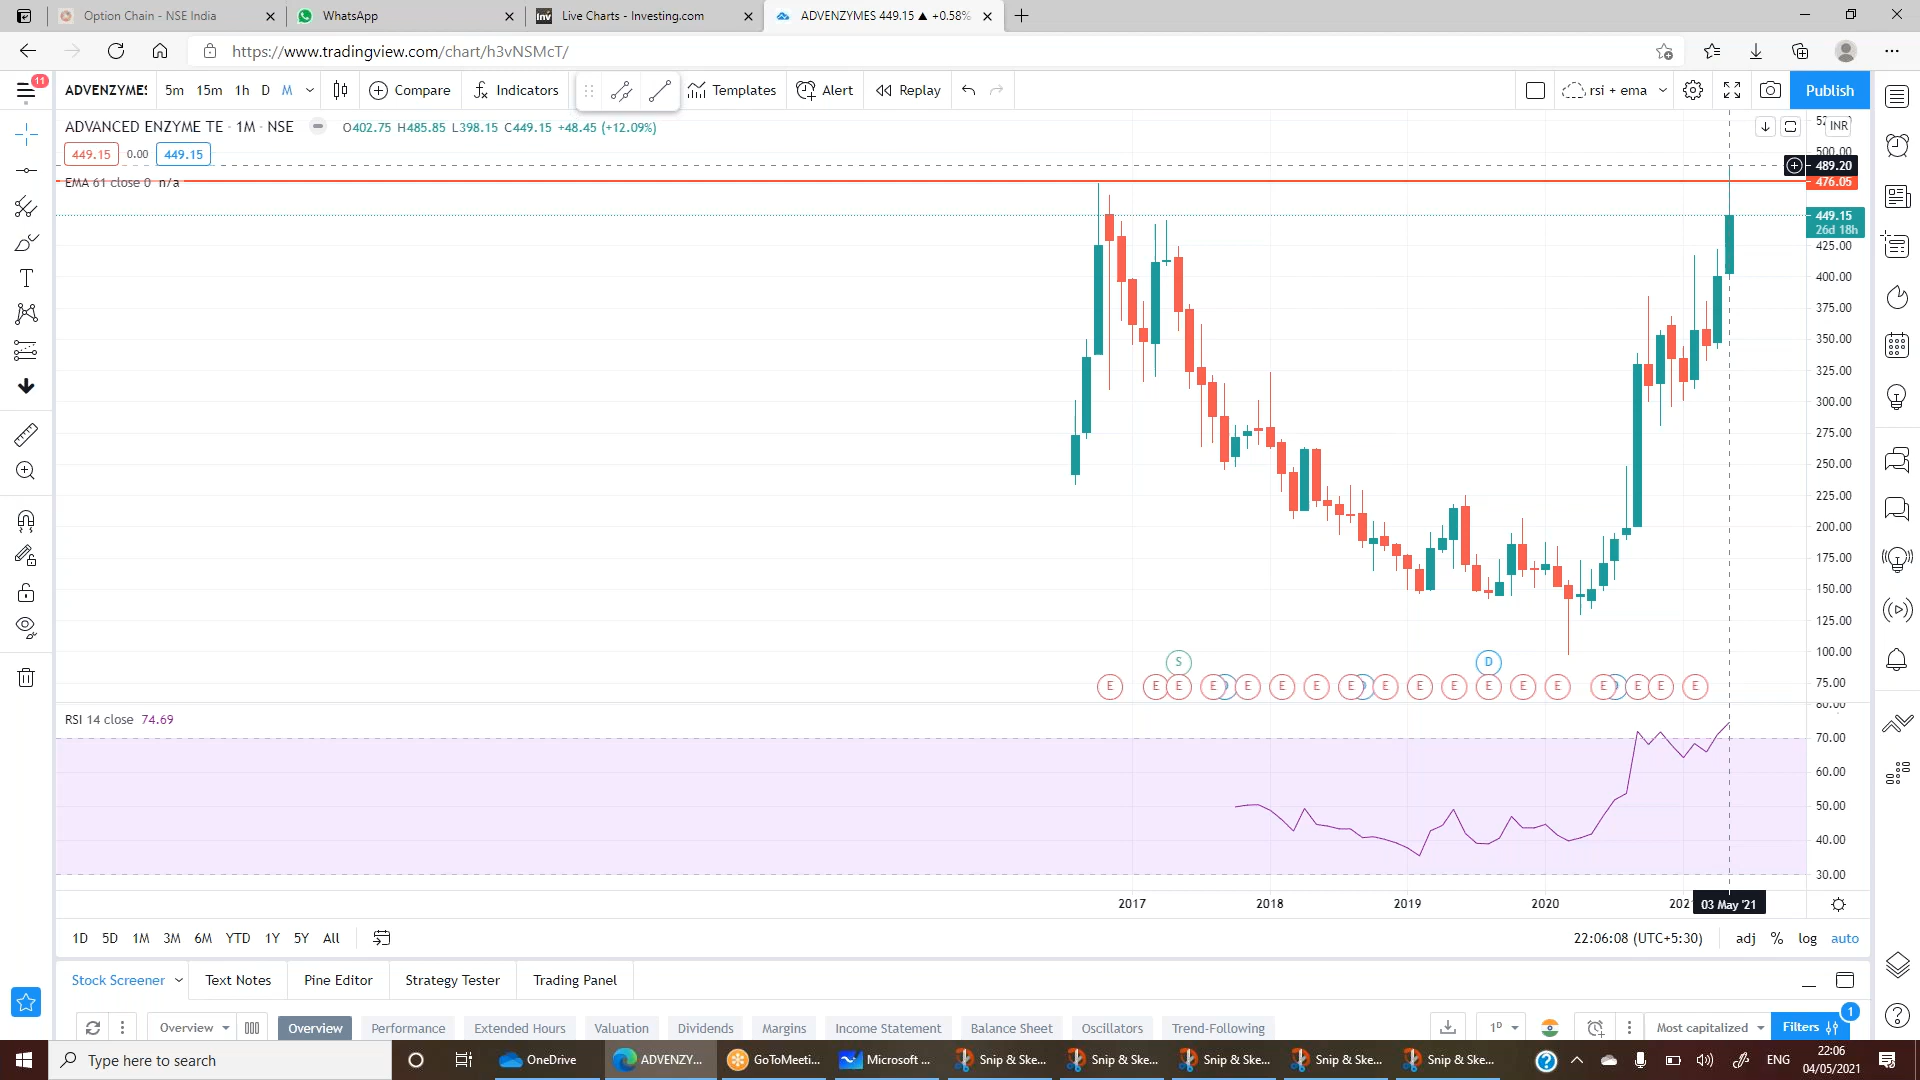 Option Chain - NSE India
WhatsApp
Live Charts - Investing.com
ADVENZYMES 449.15 ▲ +0.58%
https://www.tradingview.com/chart/h3vNSMcT/
11
ADVENZYMES
5m 15m 1h D M
Compare
Indicators
Templates
Alert
Replay
rsi + ema
Publish
ADVANCED ENZYME TE · 1M · NSE
O402.75 H485.85 L398.15 C449.15 +48.45 (+12.09%)
INR
449.15 0.00 449.15
EMA 61 close 0 n/a
500.00
489.20
476.05
449.15
26d 18h
425.00
400.00
375.00
350.00
325.00
300.00
275.00
250.00
225.00
200.00
175.00
150.00
125.00
100.00
75.00
S D
E E E E E E E E E E E E E E E E E E E
RSI 14 close 74.69
80.00
70.00
60.00
50.00
40.00
30.00
2017 2018 2019 2020 03 May '21
1D 5D 1M 3M 6M YTD 1Y 5Y All
22:06:08 (UTC+5:30) adj % log auto
Stock Screener Text Notes Pine Editor Strategy Tester Trading Panel
1
Overview Overview Performance Extended Hours Valuation Dividends Margins Income Statement Balance Sheet Oscillators Trend-Following
1D Most capitalized Filters
Type here to search
OneDrive ADVENZY... GoToMeeti... Microsoft ... Snip & Ske... Snip & Ske... Snip & Ske... Snip & Ske... Snip & Ske...
ENG
22:06
04/05/2021